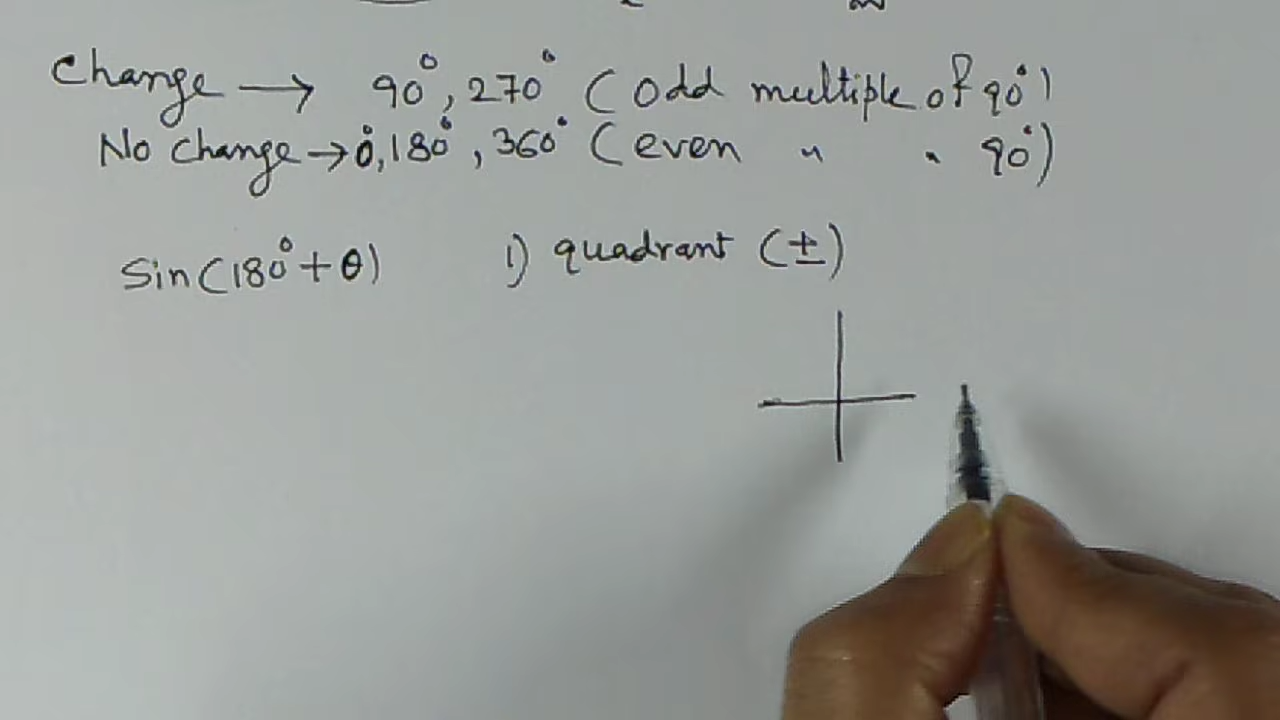 Change → 90°, 270° (Odd multiple of 90°)
No change → 0°, 180°, 360° (even " " 90°)
Sin(180° + θ) 1) quadrant (±)